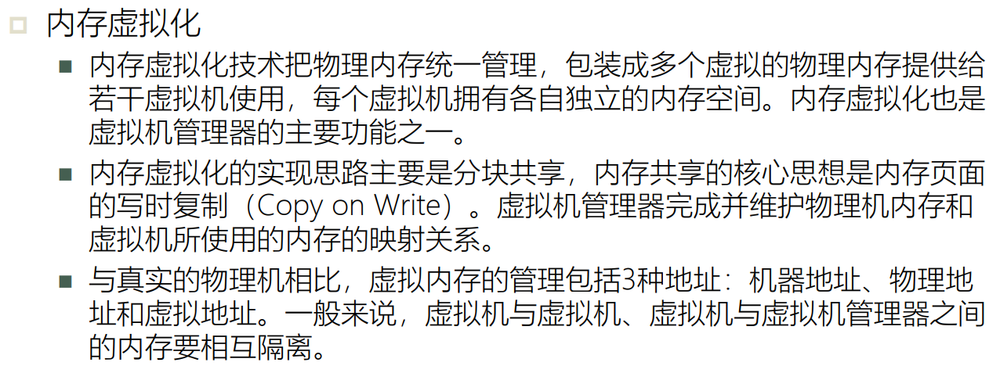 内存虚拟化
内存虚拟化技术把物理内存统一管理，包装成多个虚拟的物理内存提供给
若干虚拟机使用，每个虚拟机拥有各自独立的内存空间。内存虚拟化也是
虚拟机管理器的主要功能之一。
内存虚拟化的实现思路主要是分块共享，内存共享的核心思想是内存页面
的写时复制（Copy on Write）。虚拟机管理器完成并维护物理机内存和
虚拟机所使用的内存的映射关系。
与真实的物理机相比，虚拟内存的管理包括3种地址：机器地址、物理地
址和虚拟地址。一般来说，虚拟机与虚拟机、虚拟机与虚拟机管理器之间
的内存要相互隔离。